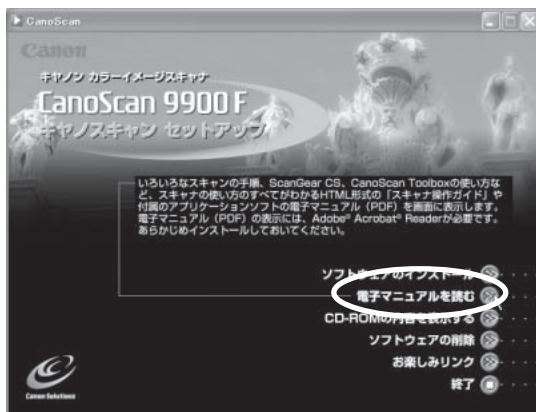 CanoScan
Canon
キヤノン カラーイメージスキャナ
CanoScan 9900 F
キヤノスキャン セットアップ
いろいろなスキャンの手順、ScanGear CS、CanoScan Toolboxの使い方な
ど、スキャナの使い方のすべてがわかるHTML形式の「スキャナ操作ガイド」や
付属のアプリケーションソフトの電子マニュアル（PDF）を画面に表示します。
電子マニュアル（PDF）の表示には、Adobe® Acrobat® Readerが必要です。
あらかじめインストールしておいてください。
ソフトウェアのインストール
電子マニュアルを読む
CD-ROMの内容を表示する
ソフトウェアの削除
お楽しみリンク
終了
Canon Solutions